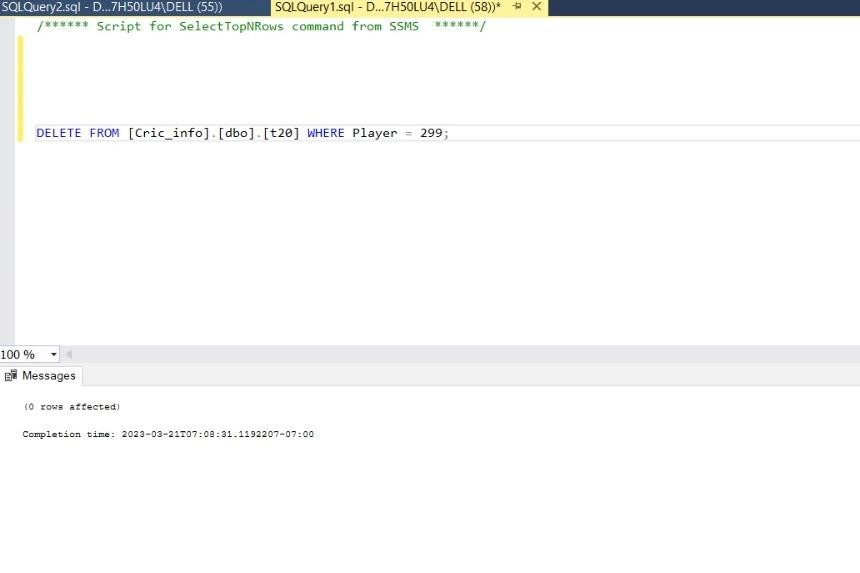 SQLQuery2.sql - D...7H50LU4\DELL (55))
SQLQuery1.sql - D...7H50LU4\DELL (58))*
/****** Script for SelectTopNRows command from SSMS  ******/
DELETE FROM [Cric_info].[dbo].[t20] WHERE Player = 299;
100 %
Messages
(0 rows affected)
Completion time: 2023-03-21T07:08:31.1192207-07:00